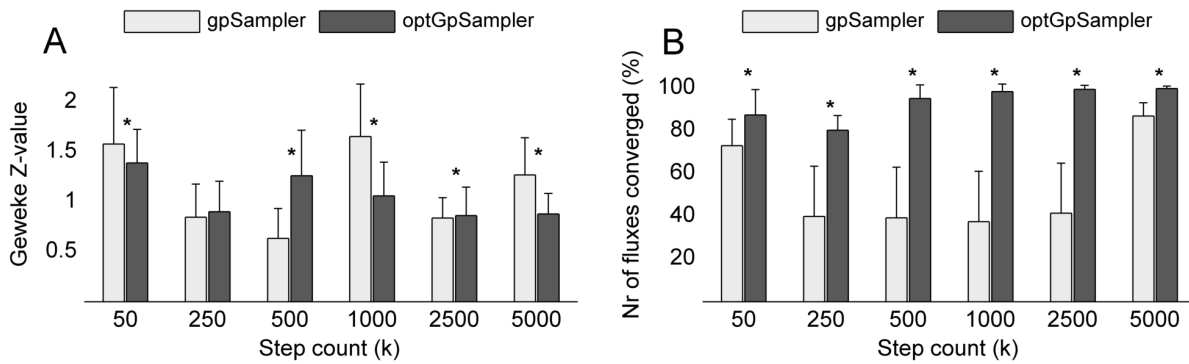 gpSampler optGpSampler
A
Geweke Z-value
2
1.5
1
0.5
* * * * *
50 250 500 1000 2500 5000
Step count (k)
gpSampler optGpSampler
B
Nr of fluxes converged (%)
100
80
60
40
20
* * * * * *
50 250 500 1000 2500 5000
Step count (k)